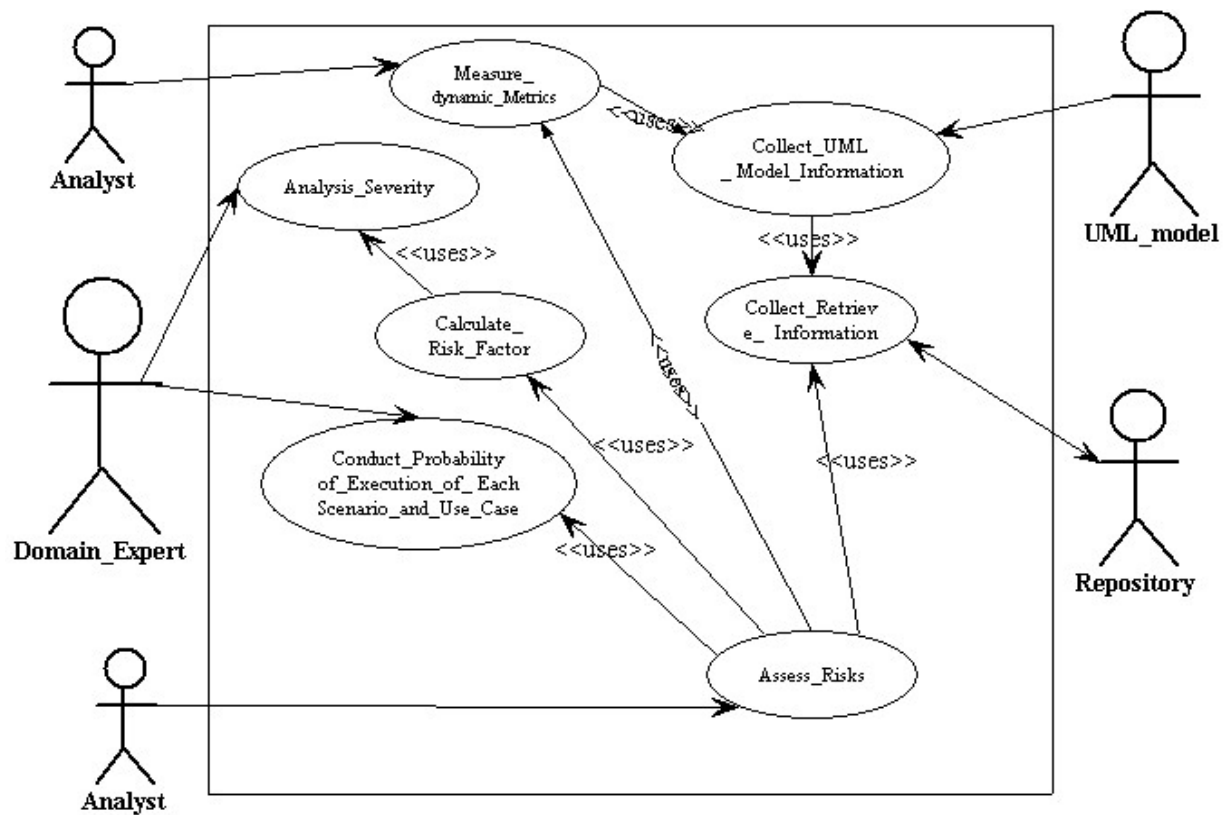 Measure_
dynamic_Metrics
<<uses>>
Collect_UML
_ Model_Information
Analyst
Analysis_Severity
UML_model
<<uses>>
<<uses>>
Collect_Retriev
e_ Information
Calculate_
Risk_Factor
<<uses>>
<<uses>>
<<uses>>
Conduct_Probability
of_Execution_of_ Each
Scenario_and_Use_Case
Domain_Expert
<<uses>>
Repository
Assess_Risks
Analyst